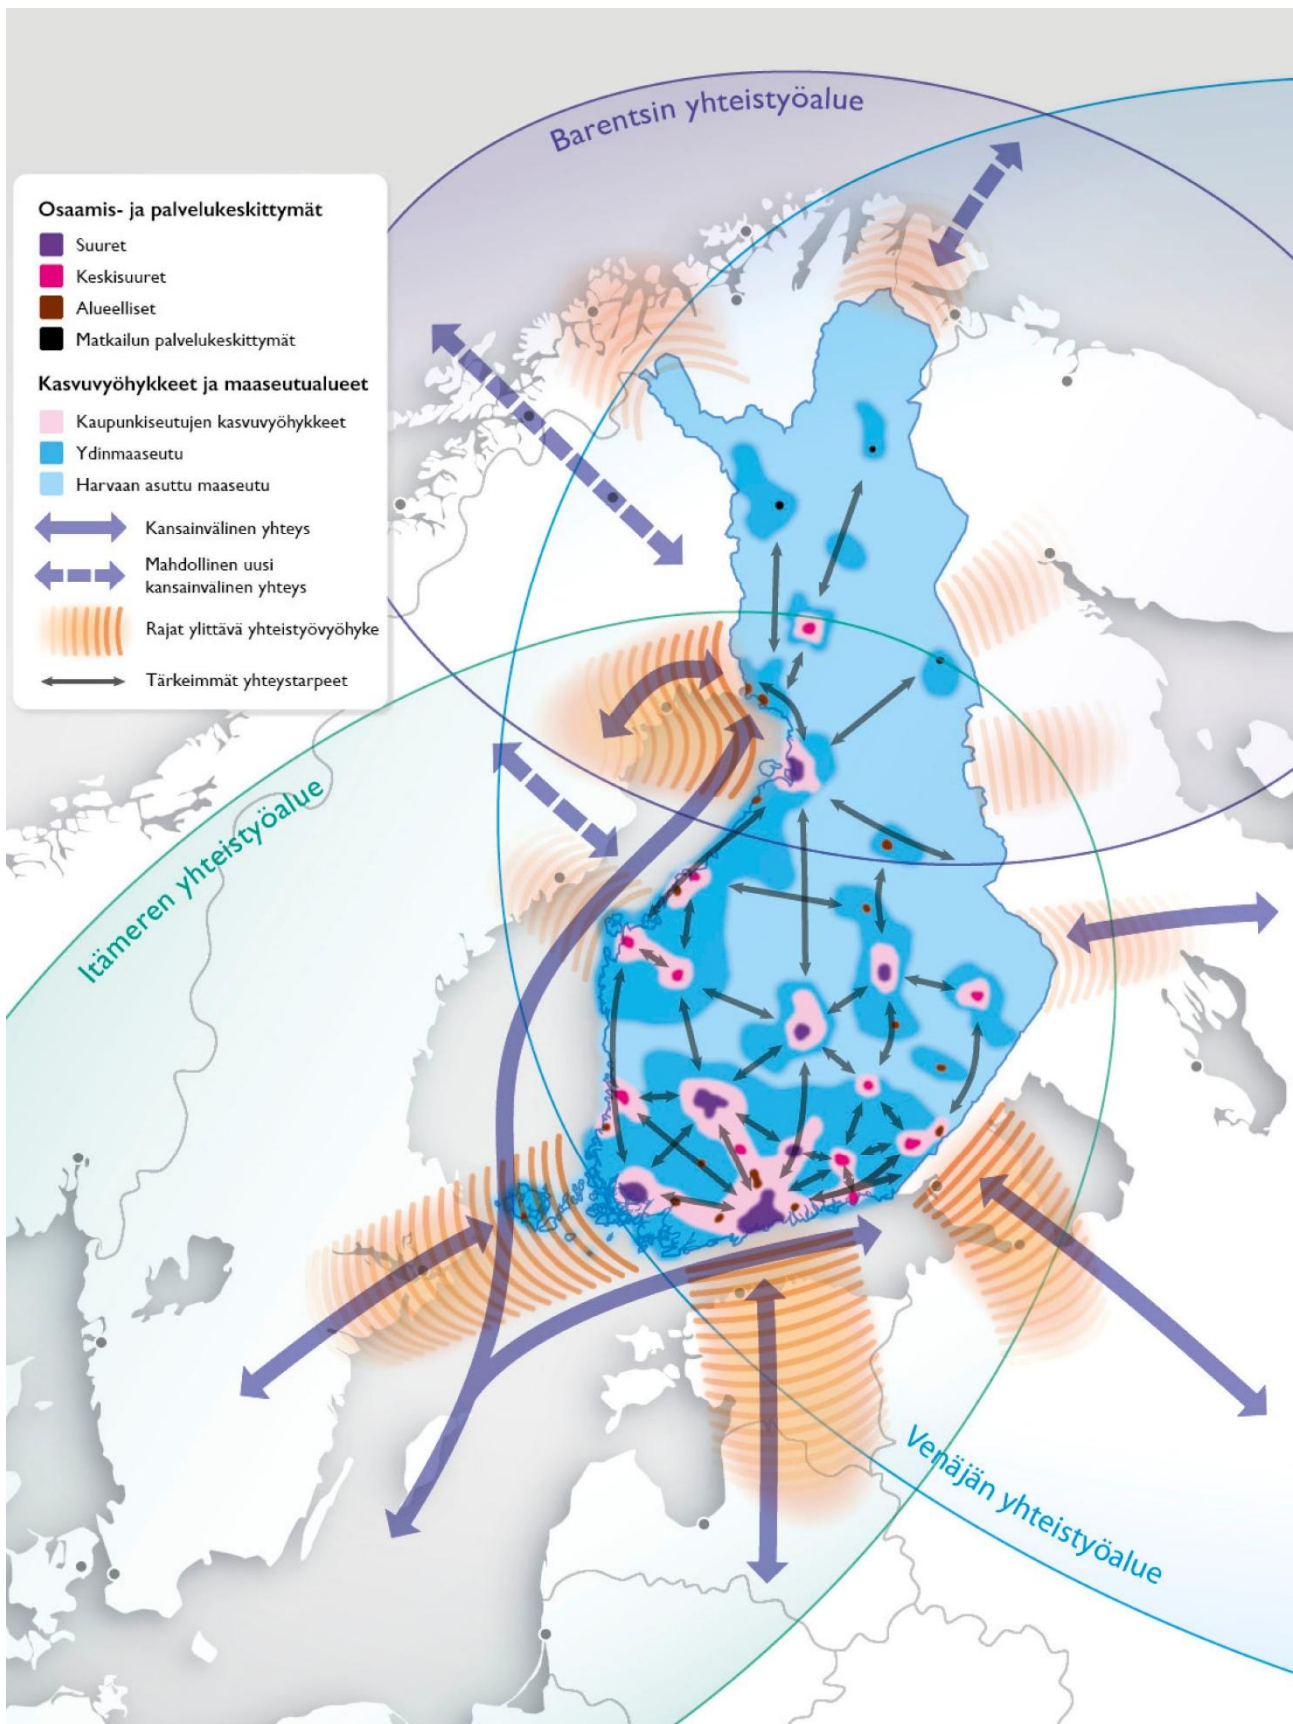 Barentsin yhteistyöalue
Osaamis- ja palvelukeskittymät
Suuret
Keskisuuret
Alueelliset
Matkailun palvelukeskittymät
Kasvuvyöhykkeet ja maaseutualueet
Kaupunkiseutujen kasvuvyöhykkeet
Ydinmaaseutu
Harvaan asuttu maaseutu
Kansainvälinen yhteys
Mahdollinen uusi
kansainvälinen yhteys
Rajat ylittävä yhteistyövyöhyke
Tärkeimmät yhteystarpeet
Itämeren yhteistyöalue
Venäjän yhteistyöalue